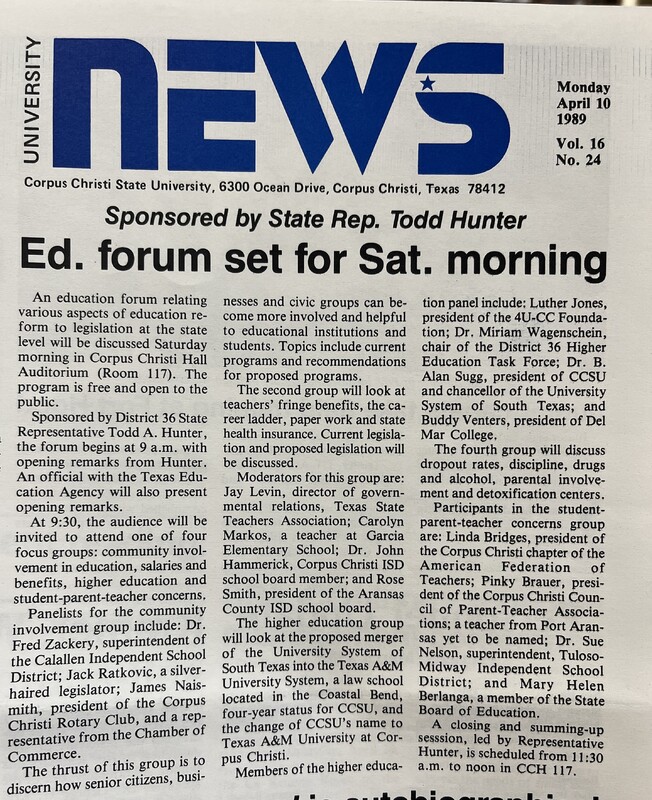 UNIVERSITY
NEWS
Monday
April 10
1989
Vol. 16
No. 24
Corpus Christi State University, 6300 Ocean Drive, Corpus Christi, Texas 78412
Sponsored by State Rep. Todd Hunter
Ed. forum set for Sat. morning
An education forum relating
various aspects of education re-
form to legislation at the state
level will be discussed Saturday
morning in Corpus Christi Hall
Auditorium (Room 117). The
program is free and open to the
public.
Sponsored by District 36 State
Representative Todd A. Hunter,
the forum begins at 9 a.m. with
opening remarks from Hunter.
An official with the Texas Edu-
cation Agency will also present
opening remarks.
At 9:30, the audience will be
invited to attend one of four
focus groups: community invol-
vement in education, salaries and
benefits, higher education and
student-parent-teacher concerns.
Panelists for the community
involvement group include: Dr.
Fred Zackery, superintendent of
the Calallen Independent School
District; Jack Ratkovic, a silver-
haired legislator; James Nais-
mith, president of the Corpus
Christi Rotary Club, and a rep-
resentative from the Chamber of
Commerce.
The thrust of this group is to
discern how senior citizens, busi-
nesses and civic groups can be-
come more involved and helpful
to educational institutions and
students. Topics include current
programs and recommendations
for proposed programs.
The second group will look at
teachers' fringe benefits, the ca-
reer ladder, paper work and state
health insurance. Current legisla-
tion and proposed legislation will
be discussed.
Moderators for this group are:
Jay Levin, director of govern-
mental relations, Texas State
Teachers Association; Carolyn
Markos, a teacher at Garcia
Elementary School; Dr. John
Hammerick, Corpus Christi ISD
school board member; and Rose
Smith, president of the Aransas
County ISD school board.
The higher education group
will look at the proposed merger
of the University System of
South Texas into the Texas A&M
University System, a law school
located in the Coastal Bend,
four-year status for CCSU, and
the change of CCSU's name to
Texas A&M University at Cor-
pus Christi.
Members of the higher educa-
tion panel include: Luther Jones,
president of the 4U-CC Founda-
tion; Dr. Miriam Wagenschein,
chair of the District 36 Higher
Education Task Force; Dr. B.
Alan Sugg, president of CCSU
and chancellor of the University
System of South Texas; and
Buddy Venters, president of Del
Mar College.
The fourth group will discuss
dropout rates, discipline, drugs
and alcohol, parental involve-
ment and detoxification centers.
Participants in the student-
parent-teacher concerns group
are: Linda Bridges, president of
the Corpus Christi chapter of the
American Federation of
Teachers; Pinky Brauer, presi-
dent of the Corpus Christi Coun-
cil of Parent-Teacher Associa-
tions; a teacher from Port Aran-
sas yet to be named; Dr. Sue
Nelson, superintendent, Tuloso-
Midway Independent School
District; and Mary Helen
Berlanga, a member of the State
Board of Education.
A closing and summing-up
sesssion, led by Representative
Hunter, is scheduled from 11:30
a.m. to noon in CCH 117.